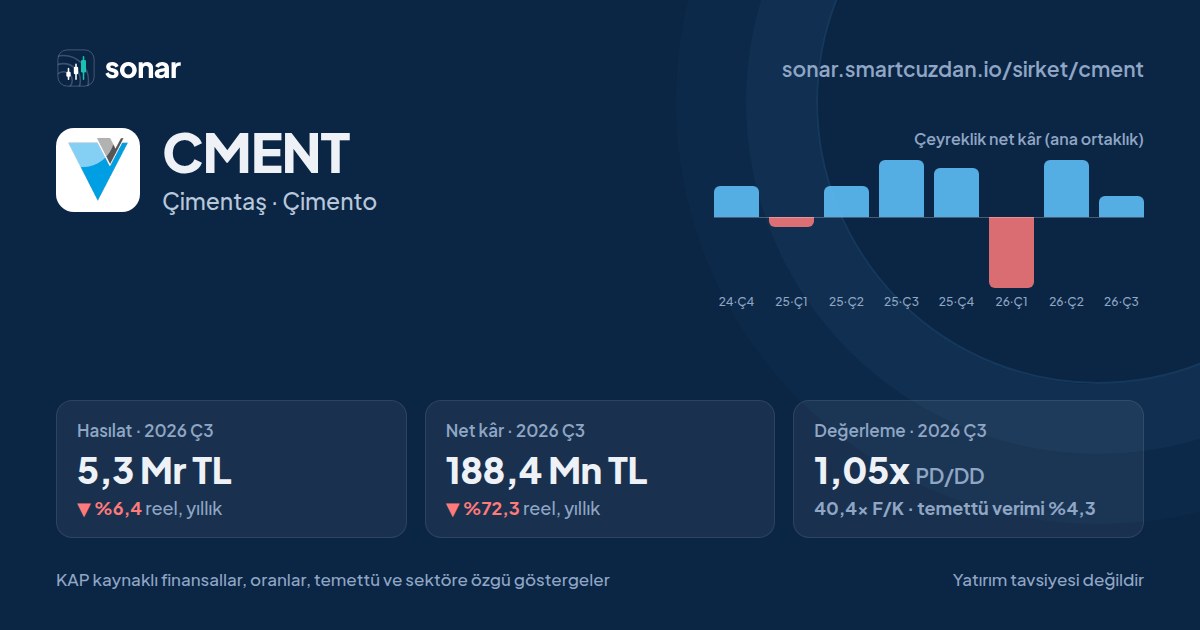 sonar
sonar.smartcuzdan.io/sirket/cment
CMENT
Çimentaş · Çimento
Çeyreklik net kâr (ana ortaklık)
24·Ç4 25·Ç1 25·Ç2 25·Ç3 25·Ç4 26·Ç1 26·Ç2 26·Ç3
Hasılat · 2026 Ç3
5,3 Mr TL
▼ %6,4 reel, yıllık
Net kâr · 2026 Ç3
188,4 Mn TL
▼ %72,3 reel, yıllık
Değerleme · 2026 Ç3
1,05x PD/DD
40,4× F/K · temettü verimi %4,3
KAP kaynaklı finansallar, oranlar, temettü ve sektöre özgü göstergeler
Yatırım tavsiyesi değildir